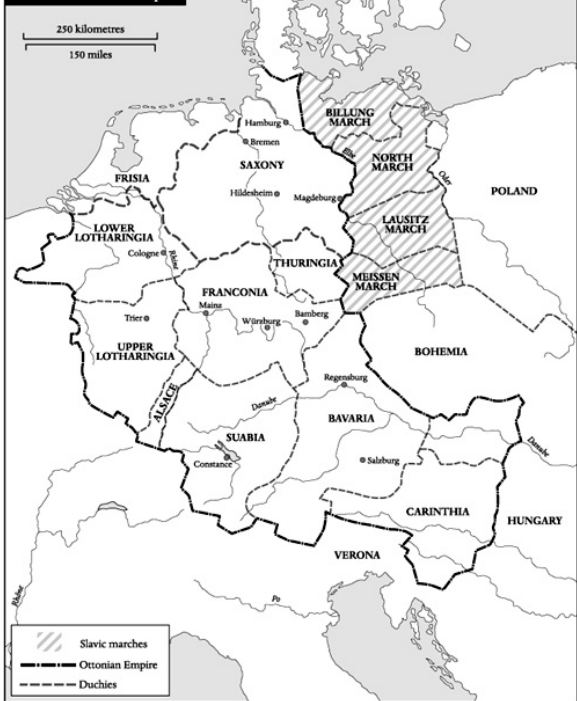 250 kilometres
150 miles
BILLUNG
MARCH
Hamburg
Bremen
Elbe
NORTH
MARCH
SAXONY
FRISIA
Oder
POLAND
Hildesheim
Magdeburg
LOWER
LOTHARINGIA
LAUSITZ
MARCH
Cologne
Rhine
THURINGIA
MEISSEN
MARCH
FRANCONIA
Mainz
Trier
Würzburg
Bamberg
UPPER
LOTHARINGIA
BOHEMIA
ALSACE
Regensburg
Danube
BAVARIA
SUABIA
Danube
Constance
Salzburg
CARINTHIA
HUNGARY
VERONA
Rhône
Po
Slavic marches
Ottonian Empire
Duchies